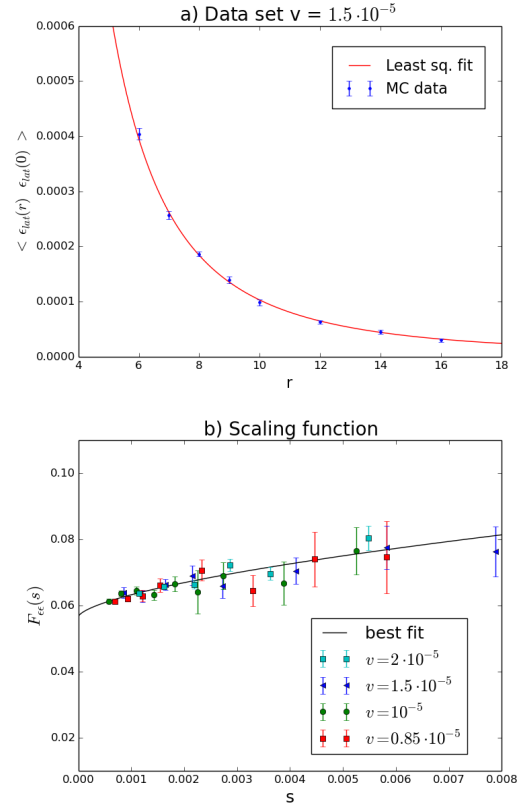 a) Data set v = 1.5·10⁻⁵
0.0006
0.0005
0.0004
0.0003
0.0002
0.0001
0.0000
< ϵ_lat(r) ϵ_lat(0) >
Least sq. fit
MC data
4 6 8 10 12 14 16 18
r
b) Scaling function
0.10
0.08
0.06
0.04
0.02
F_ϵϵ(s)
best fit
v=2·10⁻⁵
v=1.5·10⁻⁵
v=10⁻⁵
v=0.85·10⁻⁵
0.000 0.001 0.002 0.003 0.004 0.005 0.006 0.007 0.008
s